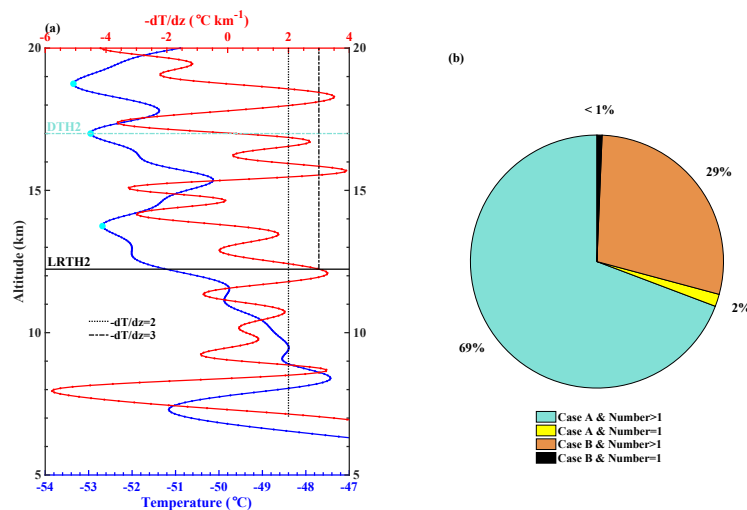 -dT/dz (°C km⁻¹)
-6 -4 -2 0 2 4
(a)
20 20
DTH2
15 15
LRTH2
10 10
-dT/dz=2
-dT/dz=3
5 5
-54 -53 -52 -51 -50 -49 -48 -47
Altitude (km)
Temperature (°C)
(b)
< 1%
29%
2%
69%
Case A & Number>1
Case A & Number=1
Case B & Number>1
Case B & Number=1